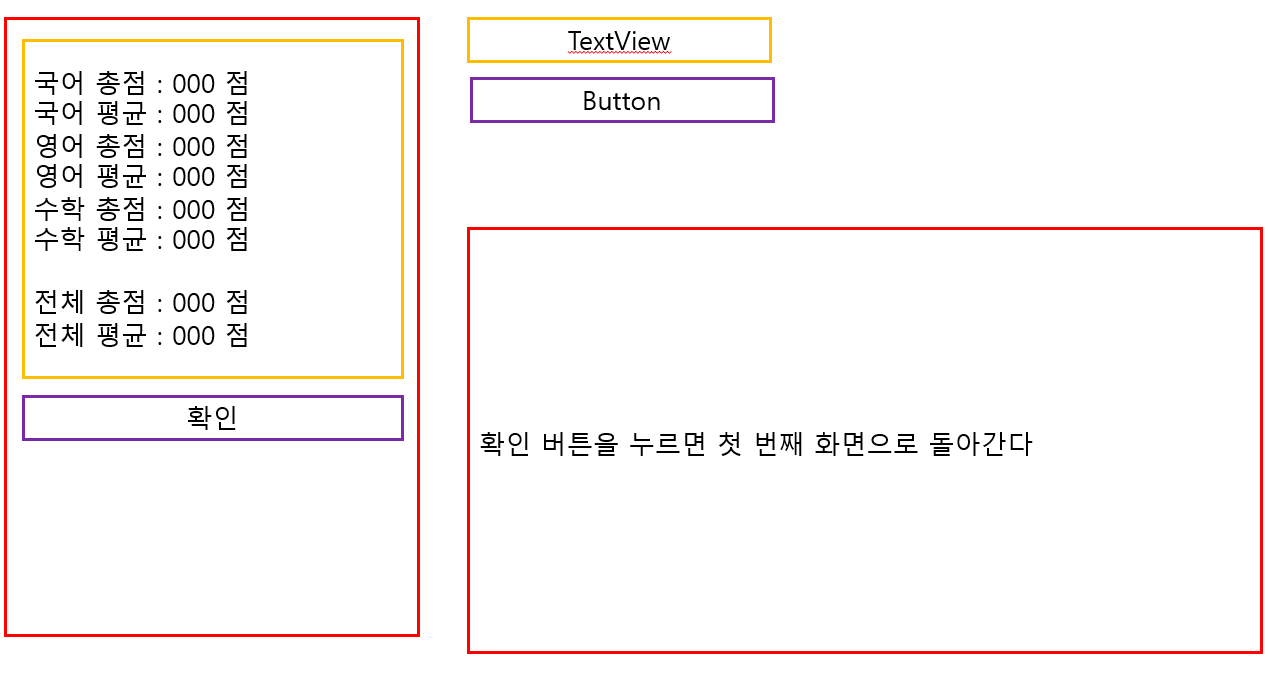 국어 총점 : 000 점
국어 평균 : 000 점
영어 총점 : 000 점
영어 평균 : 000 점
수학 총점 : 000 점
수학 평균 : 000 점
전체 총점 : 000 점
전체 평균 : 000 점
확인
TextView
Button
확인 버튼을 누르면 첫 번째 화면으로 돌아간다